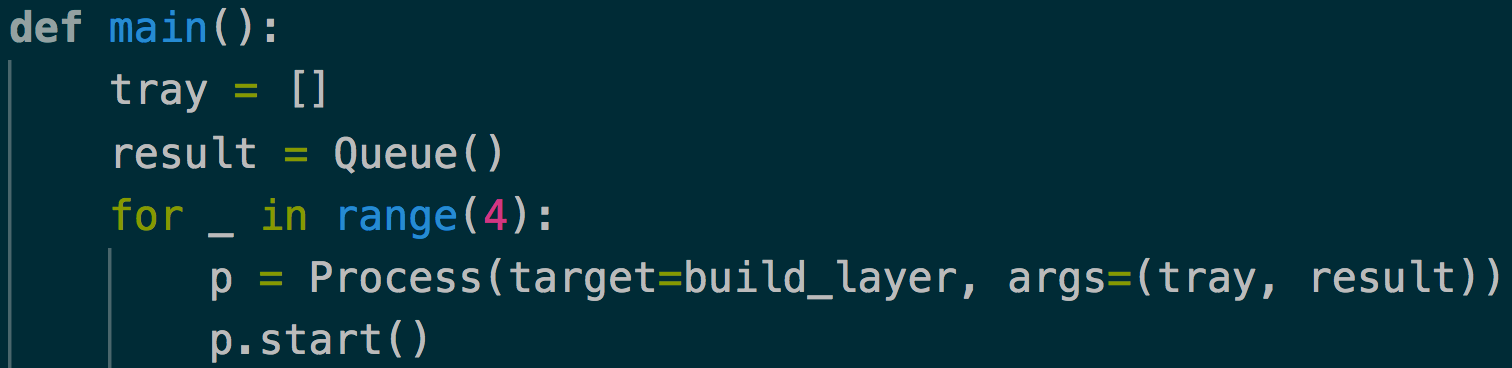 def main():
    tray = []
    result = Queue()
    for _ in range(4):
        p = Process(target=build_layer, args=(tray, result))
        p.start()